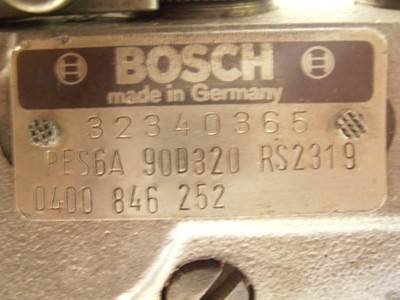 BOSCH
made in Germany
32340365
PES6A 90D320 RS2319
0400 846 252